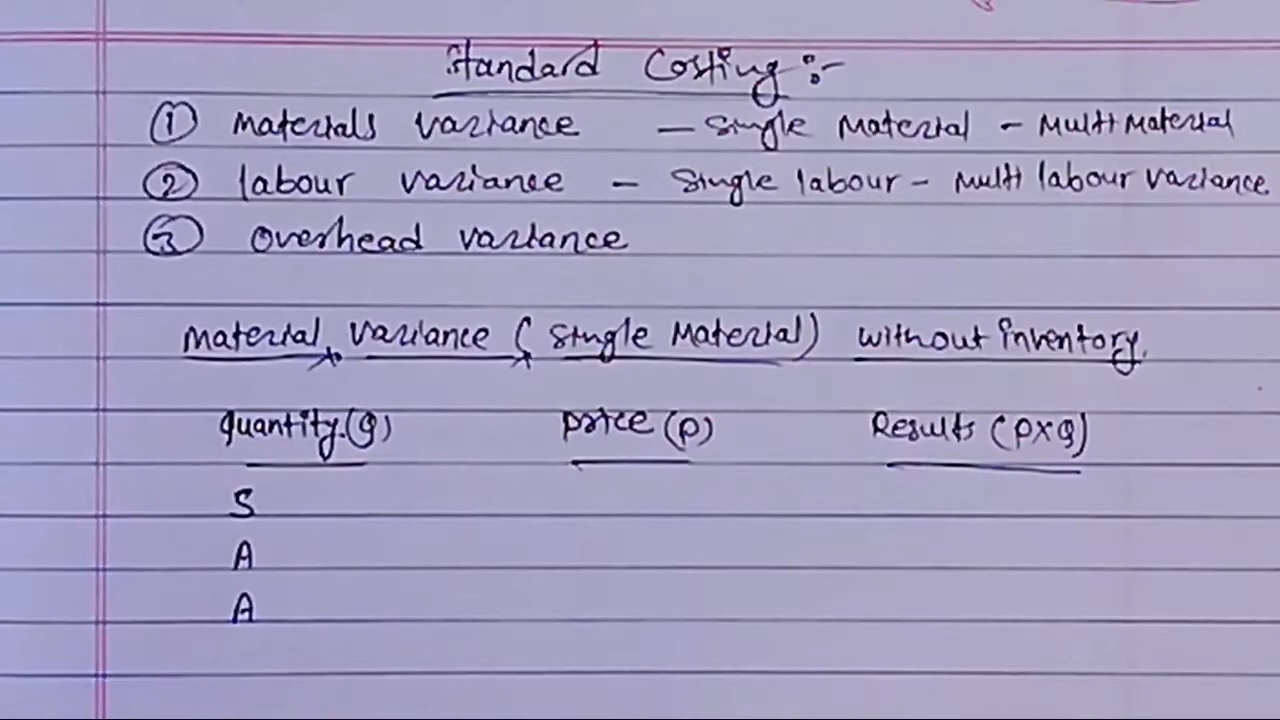 Standard Costing :-
① Materials variance - Single Material - Multi Material
② labour variance - Single labour - Multi labour variance
③ overhead variance
Material variance (Single Material) without inventory.
Quantity.(Q) Price (P) Results (P×Q)
S
A
A